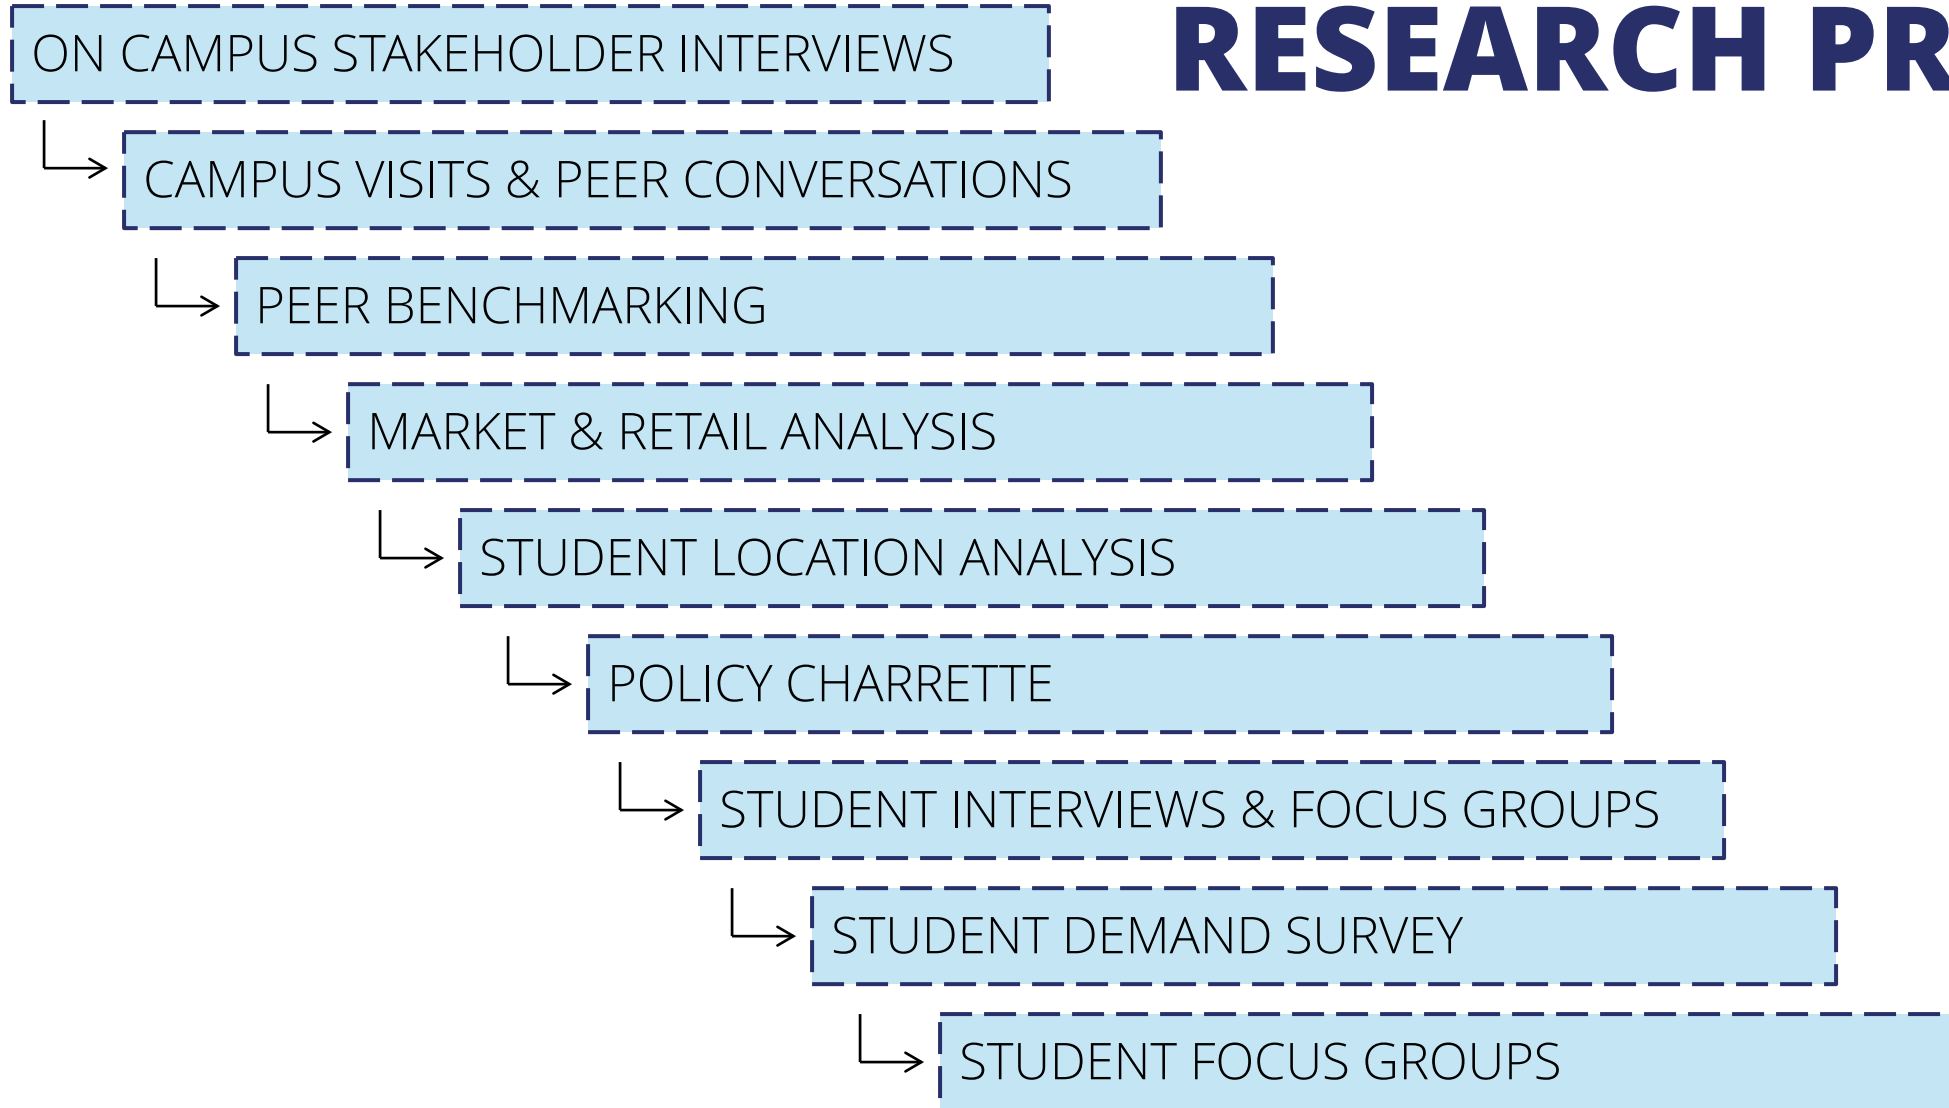 ON CAMPUS STAKEHOLDER INTERVIEWS
RESEARCH PR
CAMPUS VISITS & PEER CONVERSATIONS
PEER BENCHMARKING
MARKET & RETAIL ANALYSIS
STUDENT LOCATION ANALYSIS
POLICY CHARRETTE
STUDENT INTERVIEWS & FOCUS GROUPS
STUDENT DEMAND SURVEY
STUDENT FOCUS GROUPS